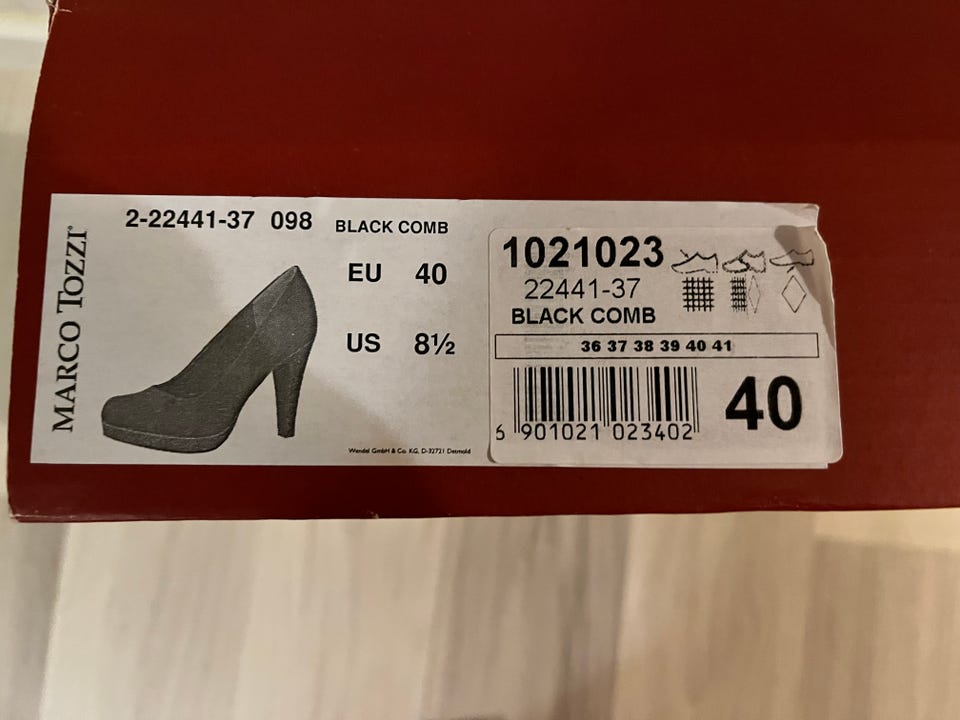 MARCO TOZZI
2-22441-37 098 BLACK COMB
EU 40
US 8½
Wendel GmbH & Co. KG, D-32721 Detmold
1021023
22441-37
BLACK COMB
36 37 38 39 40 41
6 901021 023402
40